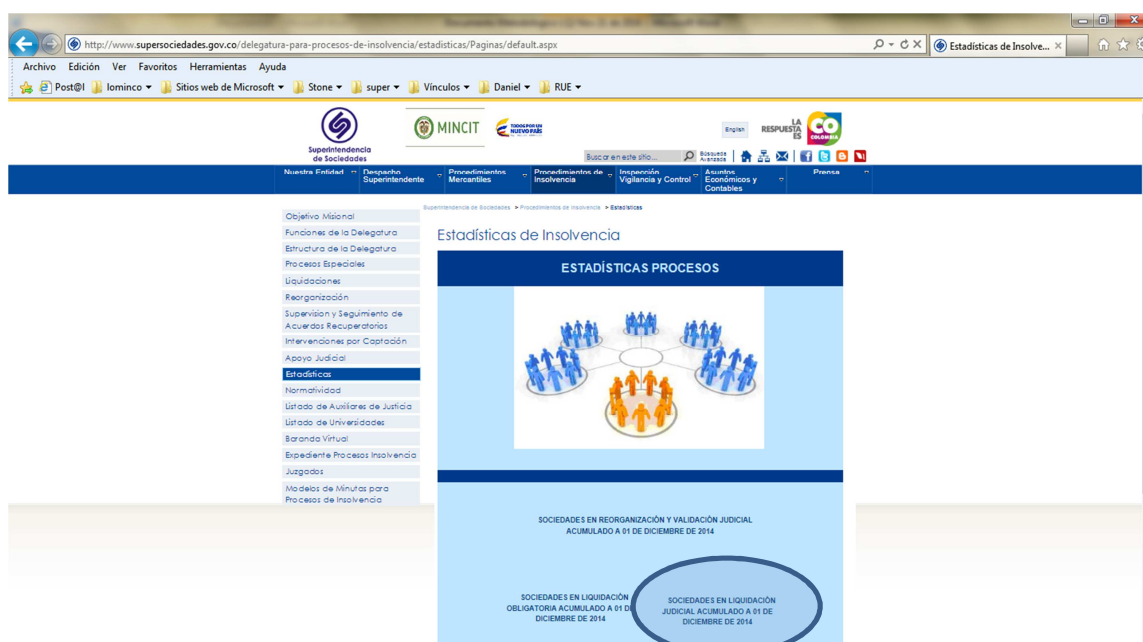 http://www.supersociedades.gov.co/delegatura-para-procesos-de-insolvencia/estadisticas/Paginas/default.aspx
Estadísticas de Insolve...
Archivo Edición Ver Favoritos Herramientas Ayuda
Post@l lominco Sitios web de Microsoft Stone super Vínculos Daniel RUE
Superintendencia
de Sociedades
MINCIT
TODOS POR UN
NUEVO PAÍS
English
LA
RESPUESTA
ES
CO
COLOMBIA
Buscar en este sitio...
Búsqueda
Avanzada
Nuestra Entidad
Despacho
Superintendente
Procedimientos
Mercantiles
Procedimientos de
Insolvencia
Inspección
Vigilancia y Control
Asuntos
Económicos y
Contables
Prensa
Superintendencia de Sociedades > Procedimientos de Insolvencia > Estadísticas
Objetivo Misional
Funciones de la Delegatura
Estructura de la Delegatura
Procesos Especiales
Liquidaciones
Reorganización
Supervision y Seguimiento de
Acuerdos Recuperatorios
Intervenciones por Captación
Apoyo Judicial
Estadísticas
Normatividad
Listado de Auxiliares de Justicia
Listado de Universidades
Baranda Virtual
Expediente Procesos Insolvencia
Juzgados
Modelos de Minutas para
Procesos de Insolvencia
Estadísticas de Insolvencia
ESTADÍSTICAS PROCESOS
SOCIEDADES EN REORGANIZACIÓN Y VALIDACIÓN JUDICIAL
ACUMULADO A 01 DE DICIEMBRE DE 2014
SOCIEDADES EN LIQUIDACIÓN
OBLIGATORIA ACUMULADO A 01 DE
DICIEMBRE DE 2014
SOCIEDADES EN LIQUIDACIÓN
JUDICIAL ACUMULADO A 01 DE
DICIEMBRE DE 2014